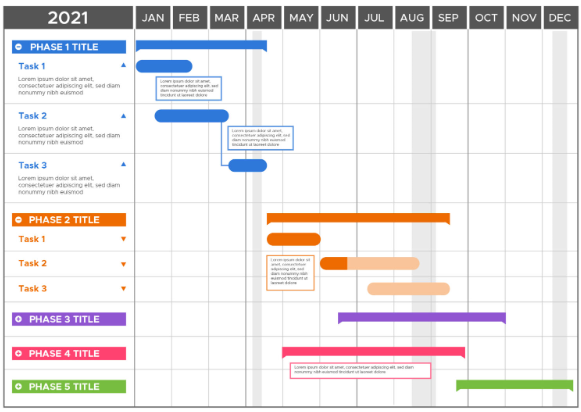 2021 JAN FEB MAR APR MAY JUN JUL AUG SEP OCT NOV DEC
PHASE 1 TITLE
Task 1
Lorem ipsum dolor sit amet,
consectetuer adipiscing elit, sed diam
nonummy nibh euismod
Lorem ipsum dolor sit amet,
consectetuer adipiscing elit, sed
diam nonummy nibh euismod
tincidunt ut laoreet dolore
Task 2
Lorem ipsum dolor sit amet,
consectetuer adipiscing elit, sed diam
nonummy nibh euismod
Lorem ipsum dolor sit amet,
consectetuer adipiscing elit, sed
diam nonummy nibh euismod
tincidunt ut laoreet dolore
Task 3
Lorem ipsum dolor sit amet,
consectetuer adipiscing elit, sed diam
nonummy nibh euismod
PHASE 2 TITLE
Task 1
Task 2
Lorem ipsum dolor sit
amet, consectetuer
adipiscing elit, sed
diam nonummy nibh
euismod tincidunt ut
laoreet dolore
Task 3
PHASE 3 TITLE
PHASE 4 TITLE
Lorem ipsum dolor sit amet, consectetuer adipiscing elit, sed diam
nonummy nibh euismod tincidunt ut laoreet dolore
PHASE 5 TITLE